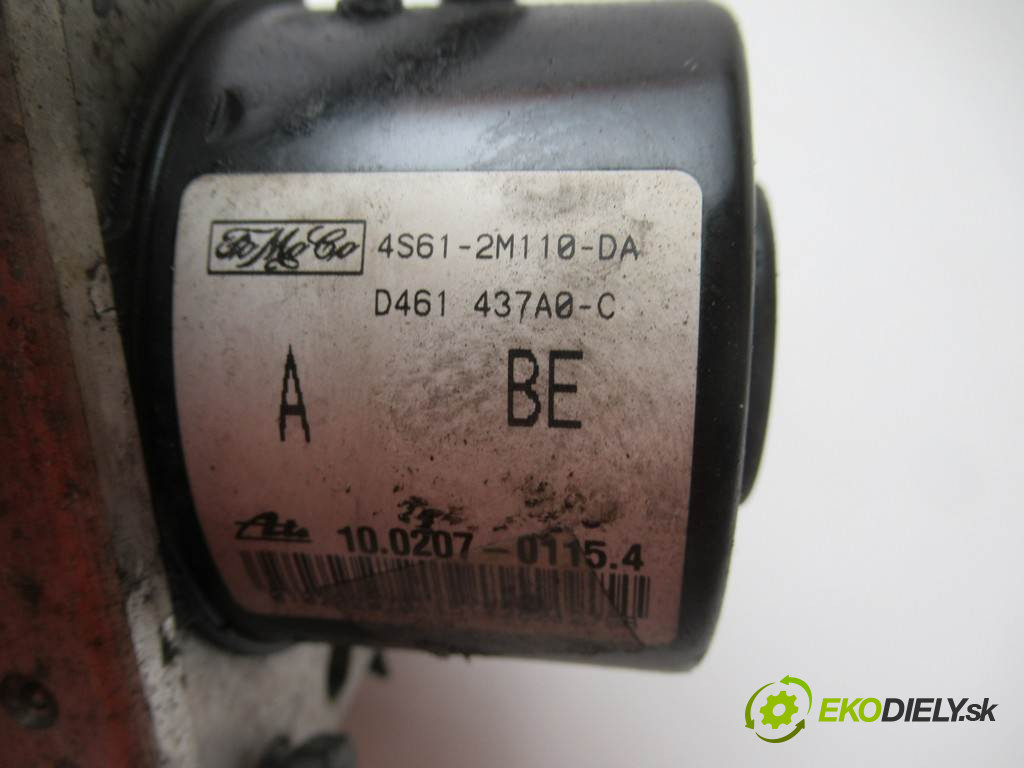 FoMoCo 4S61-2M110-DA
D461 437A0-C
A BE
Ate 10.0207-0115.4
EKODIELY.sk